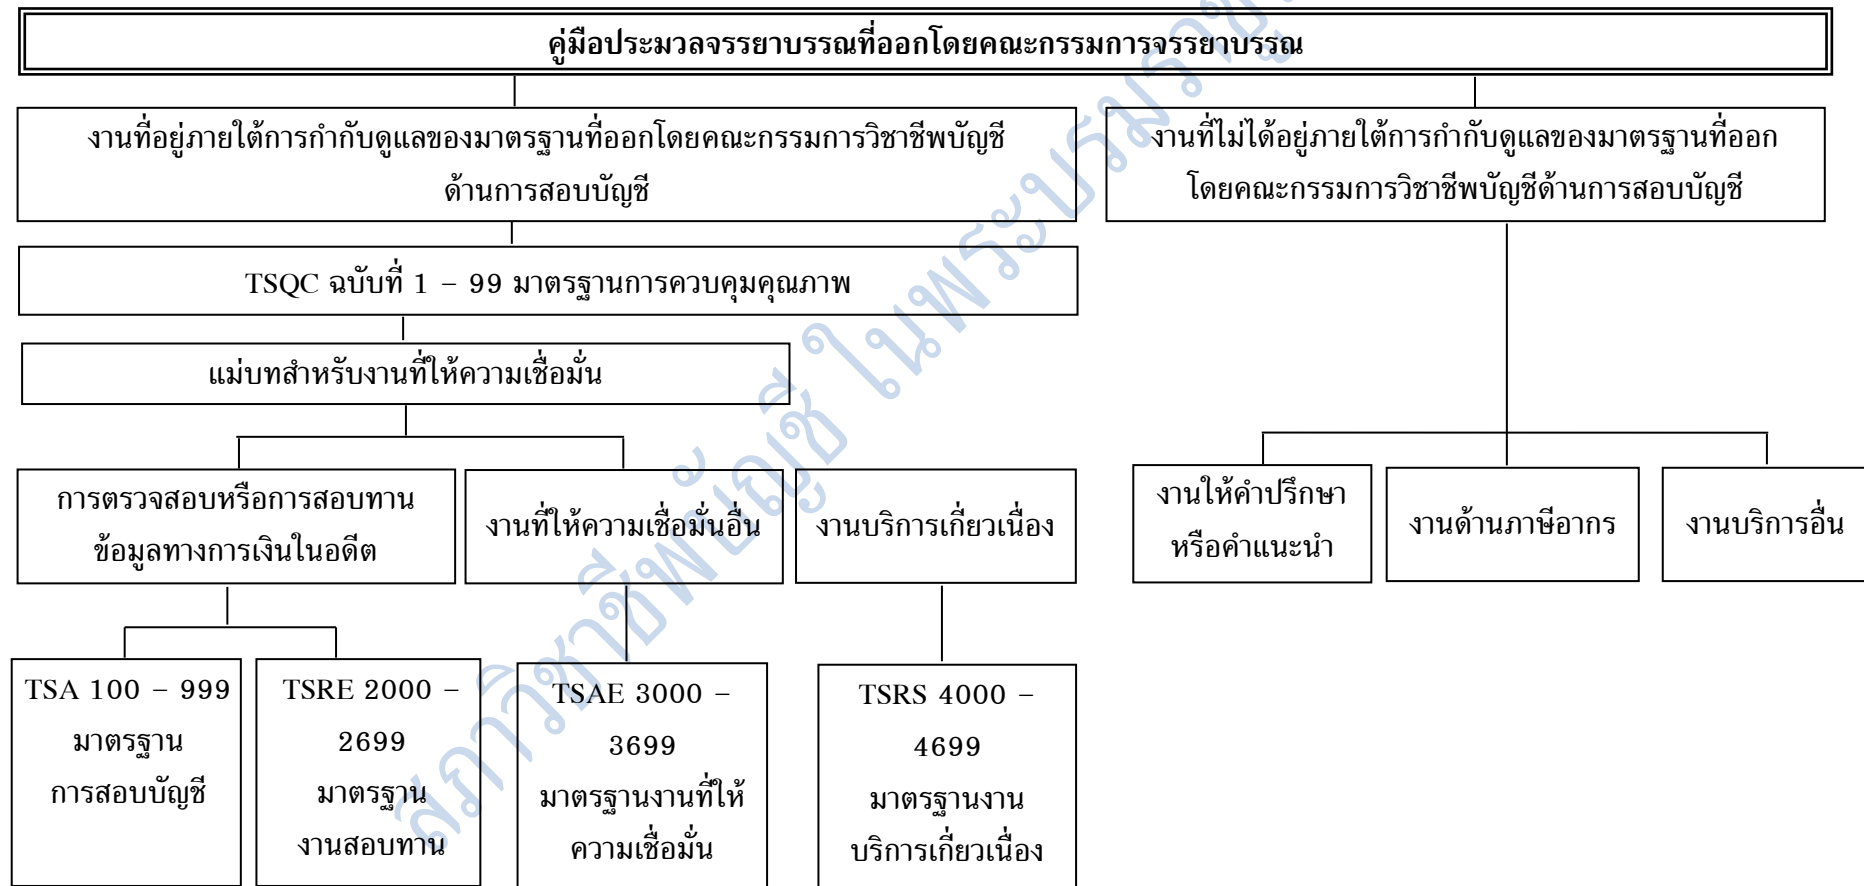 คู่มือประมวลจรรยาบรรณที่ออกโดยคณะกรรมการจรรยาบรรณ
งานที่อยู่ภายใต้การกำกับดูแลของมาตรฐานที่ออกโดยคณะกรรมการวิชาชีพบัญชี
ด้านการสอบบัญชี
งานที่ไม่ได้อยู่ภายใต้การกำกับดูแลของมาตรฐานที่ออก
โดยคณะกรรมการวิชาชีพบัญชีด้านการสอบบัญชี
TSQC ฉบับที่ 1 – 99 มาตรฐานการควบคุมคุณภาพ
แม่บทสำหรับงานที่ให้ความเชื่อมั่น
การตรวจสอบหรือการสอบทาน
ข้อมูลทางการเงินในอดีต
งานที่ให้ความเชื่อมั่นอื่น
งานบริการเกี่ยวเนื่อง
งานให้คำปรึกษา
หรือคำแนะนำ
งานด้านภาษีอากร
งานบริการอื่น
TSA 100 – 999
มาตรฐาน
การสอบบัญชี
TSRE 2000 –
2699
มาตรฐาน
งานสอบทาน
TSAE 3000 –
3699
มาตรฐานงานที่ให้
ความเชื่อมั่น
TSRS 4000 –
4699
มาตรฐานงาน
บริการเกี่ยวเนื่อง
สภาวิชาชีพบัญชี ในพระบรมราชู